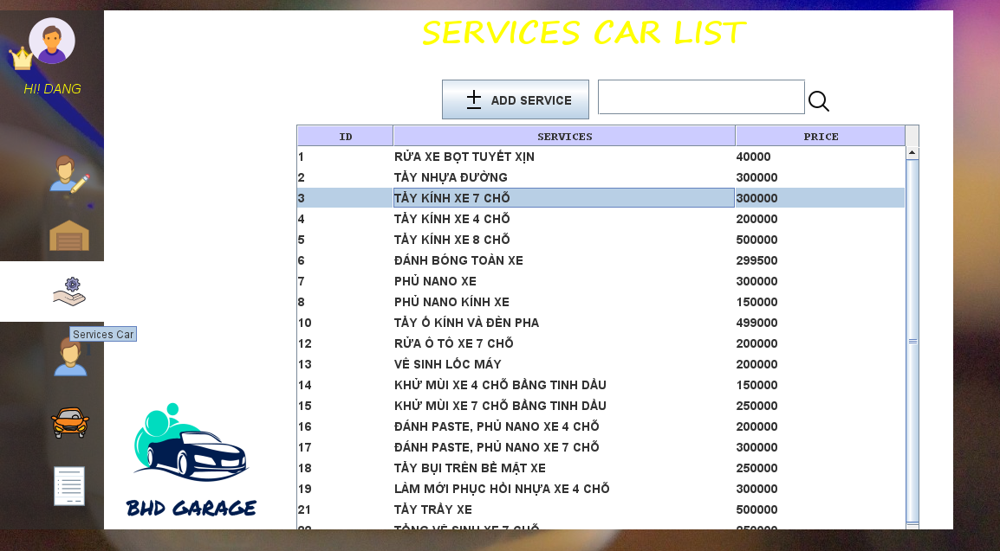 SERVICES CAR LIST
HI! DANG
ADD SERVICE
ID SERVICES PRICE
1 RỬA XE BỌT TUYẾT XỊN 40000
2 TẨY NHỰA ĐƯỜNG 300000
3 TẨY KÍNH XE 7 CHỖ 300000
4 TẨY KÍNH XE 4 CHỖ 200000
5 TẨY KÍNH XE 8 CHỖ 500000
6 ĐÁNH BÓNG TOÀN XE 299500
7 PHỦ NANO XE 300000
8 PHỦ NANO KÍNH XE 150000
10 TẨY Ố KÍNH VÀ ĐÈN PHA 499000
12 RỬA Ô TÔ XE 7 CHỖ 200000
13 VỆ SINH LỐC MÁY 200000
14 KHỬ MÙI XE 4 CHỖ BẰNG TINH DẦU 150000
15 KHỬ MÙI XE 7 CHỖ BẰNG TINH DẦU 250000
16 ĐÁNH PASTE, PHỦ NANO XE 4 CHỖ 200000
17 ĐÁNH PASTE, PHỦ NANO XE 7 CHỖ 300000
18 TẨY BỤI TRÊN BỀ MẶT XE 250000
19 LÀM MỚI PHỤC HỒI NHỰA XE 4 CHỖ 300000
21 TẨY TRẦY XE 500000
Services Car
BHD GARAGE